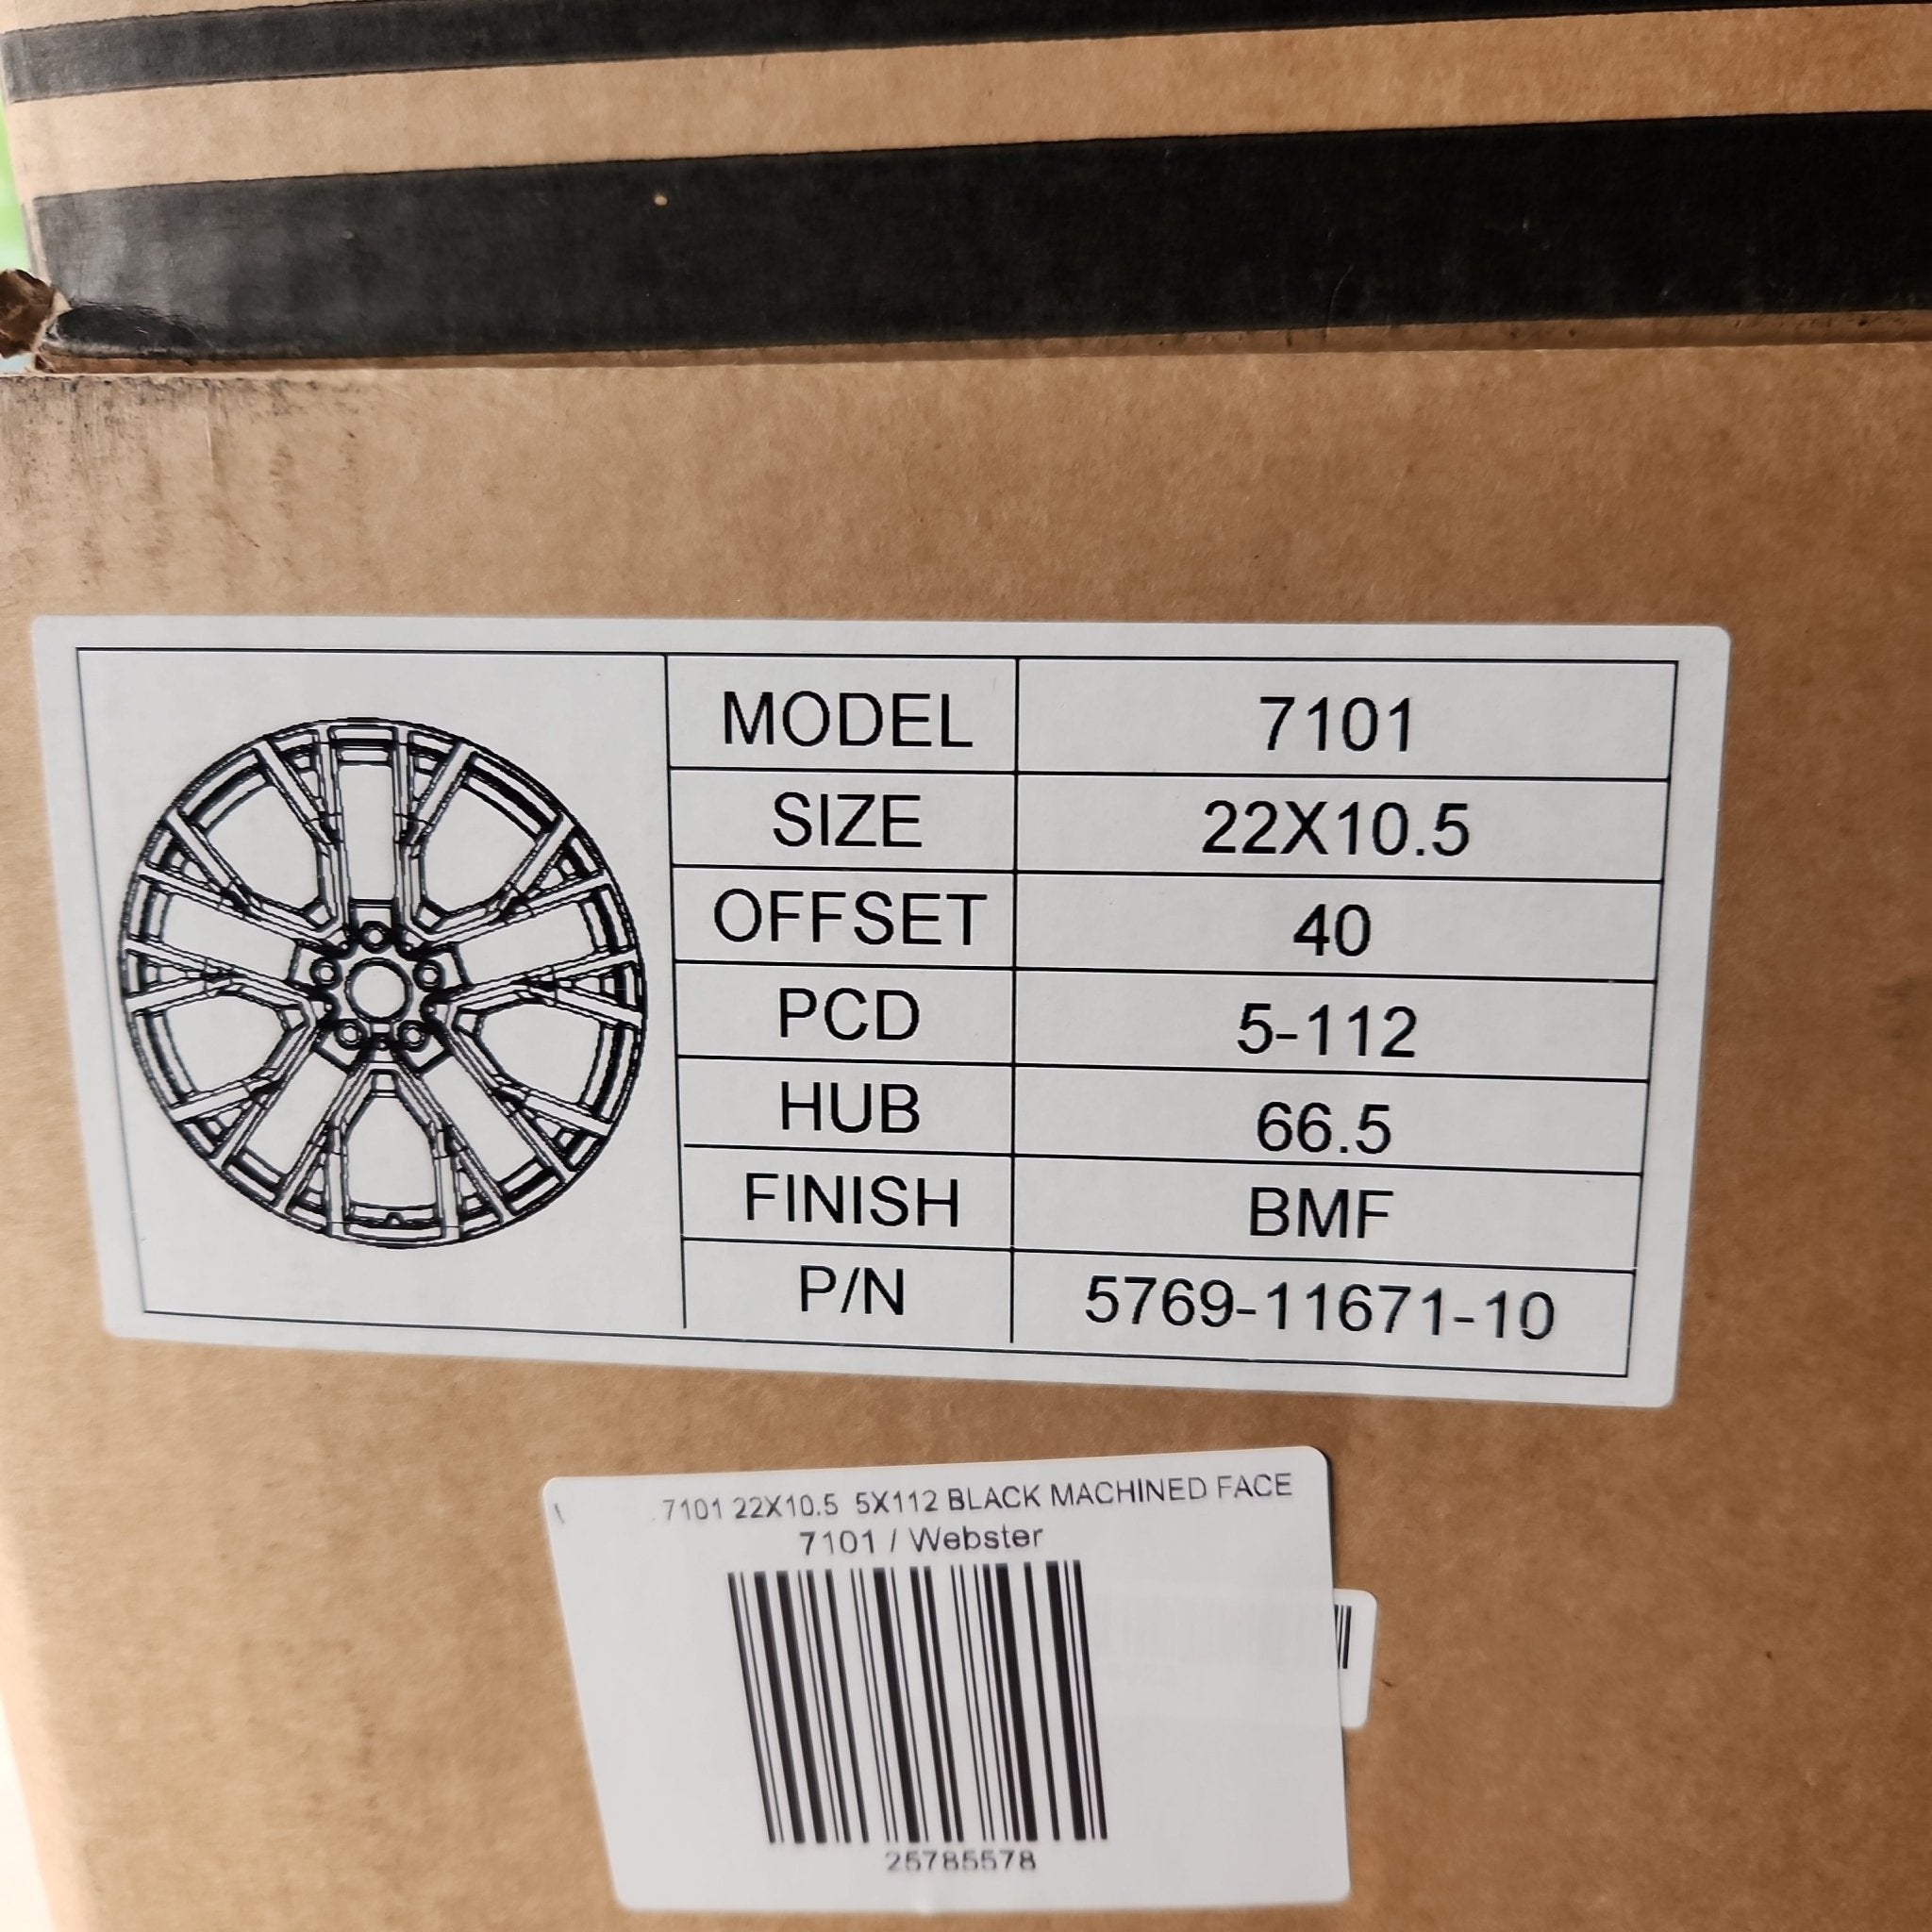 MODEL 7101
SIZE 22X10.5
OFFSET 40
PCD 5-112
HUB 66.5
FINISH BMF
P/N 5769-11671-10
7101 22X10.5 5X112 BLACK MACHINED FACE
7101 / Webster
25785578